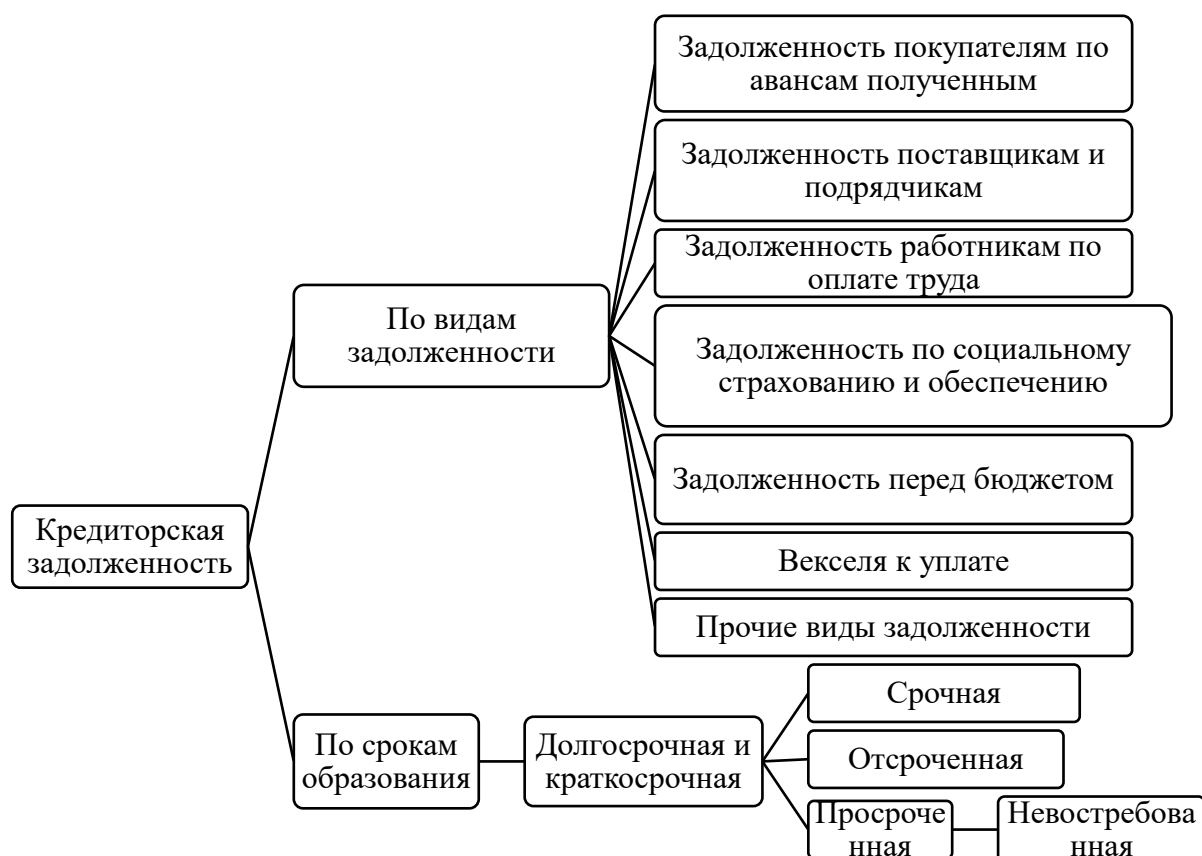 Задолженность покупателям по
авансам полученным
Задолженность поставщикам и
подрядчикам
Задолженность работникам по
оплате труда
По видам
задолженности
Задолженность по социальному
страхованию и обеспечению
Задолженность перед бюджетом
Кредиторская
задолженность
Векселя к уплате
Прочие виды задолженности
По срокам
образования
Долгосрочная и
краткосрочная
Срочная
Отсроченная
Просроче
нная
Невостребова
нная